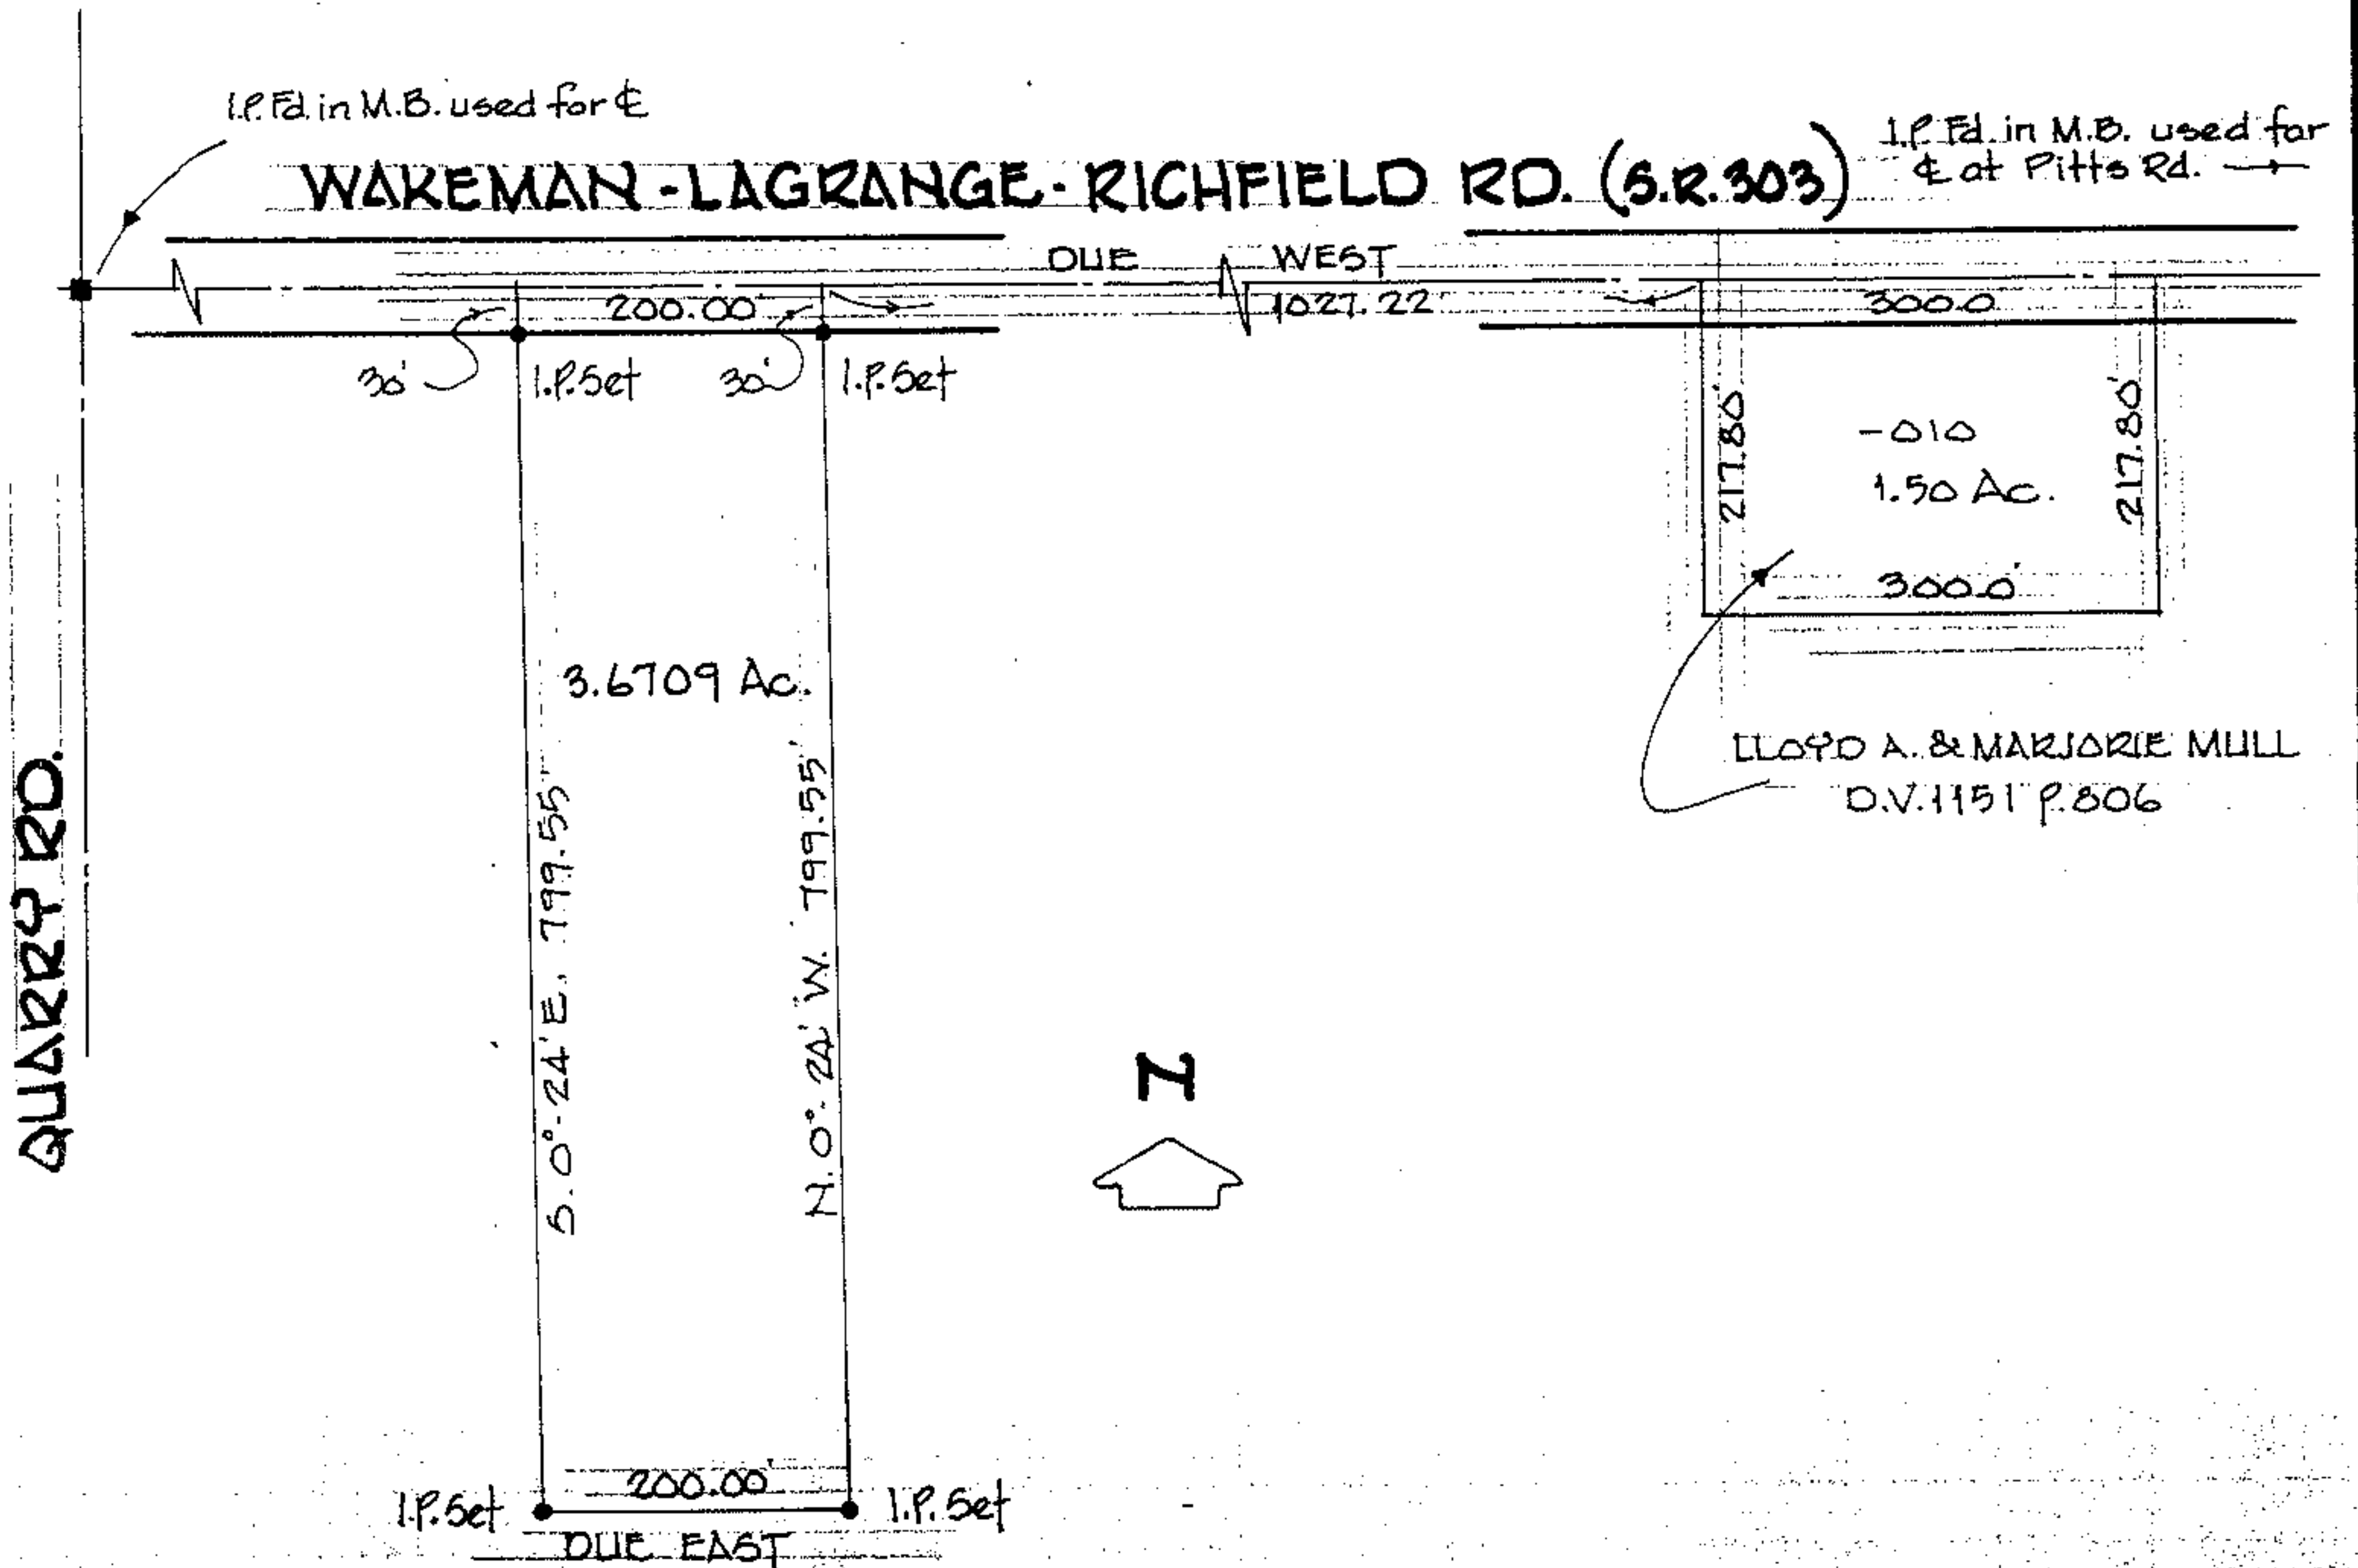 I.P. Fd. in M.B. used for ℄
I.P. Fd. in M.B. used for
℄ at Pitts Rd.
WAKEMAN - LAGRANGE - RICHFIELD RD. (S.R. 303)
DUE WEST
200.00'
1027.22'
300.0
30'
I.P. Set
30'
I.P. Set
217.80'
-010
1.50 Ac.
217.80'
300.0'
3.6709 Ac.
LLOYD A. & MARJORIE MULL
D.V. 1151 P. 806
QUARRY RD.
S. 0°-24' E. 799.55'
N. 0°-24' W. 799.55'
N
200.00'
I.P. Set
I.P. Set
DUE EAST